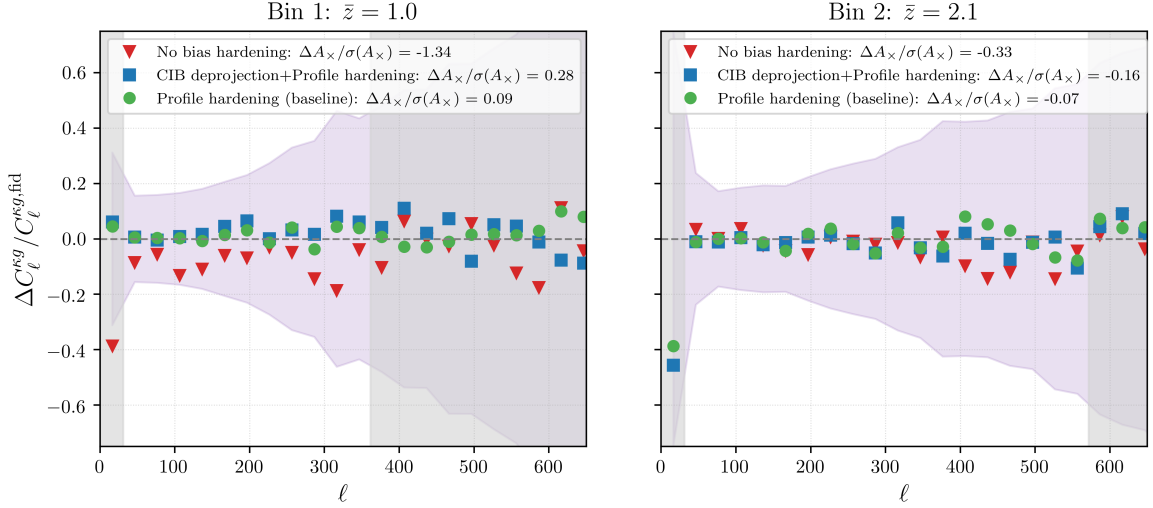 Bin 1: z̄ = 1.0
No bias hardening: ΔA×/σ(A×) = -1.34
CIB deprojection+Profile hardening: ΔA×/σ(A×) = 0.28
Profile hardening (baseline): ΔA×/σ(A×) = 0.09
ΔC_ℓ^{κg}/C_ℓ^{κg,fid}
0.6
0.4
0.2
0.0
−0.2
−0.4
−0.6
0 100 200 300 400 500 600
ℓ
Bin 2: z̄ = 2.1
No bias hardening: ΔA×/σ(A×) = -0.33
CIB deprojection+Profile hardening: ΔA×/σ(A×) = -0.16
Profile hardening (baseline): ΔA×/σ(A×) = -0.07
0 100 200 300 400 500 600
ℓ